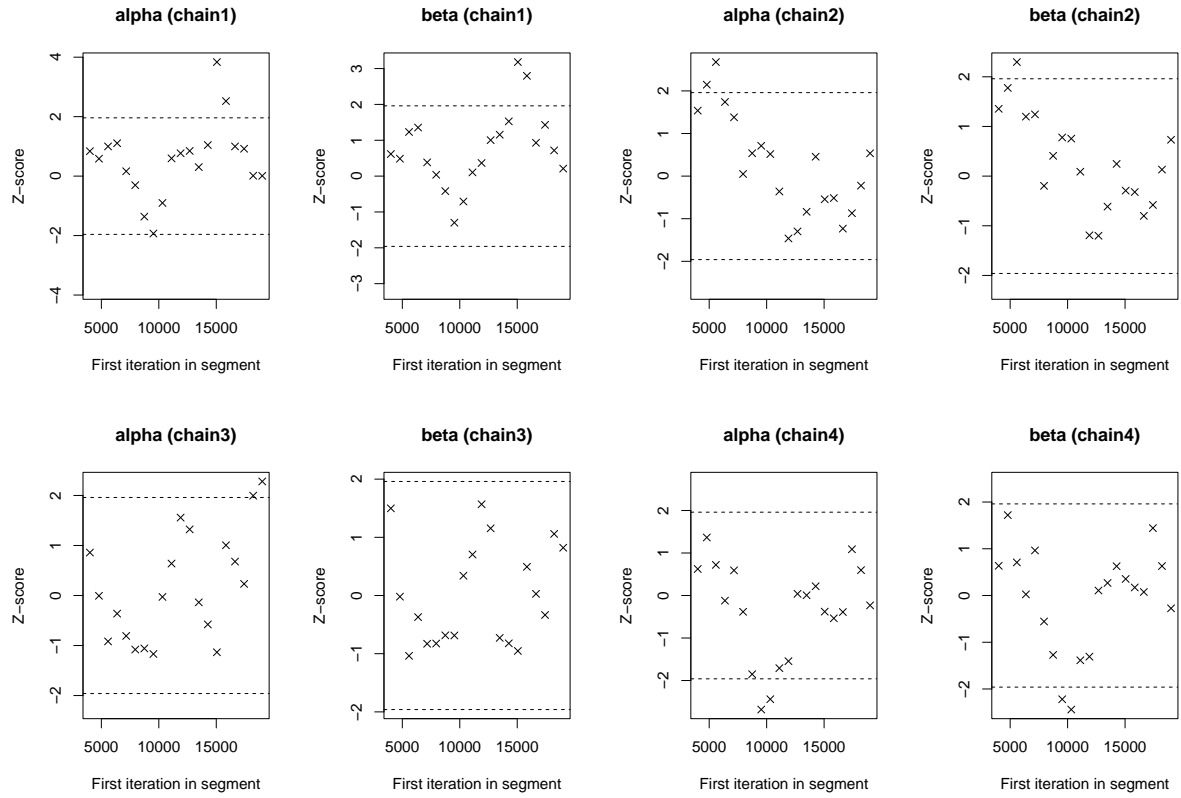 alpha (chain1)
beta (chain1)
alpha (chain2)
beta (chain2)
Z−score
4
2
0
−2
−4
5000 10000 15000
First iteration in segment
Z−score
3
2
1
0
−1
−2
−3
5000 10000 15000
First iteration in segment
Z−score
2
1
0
−1
−2
5000 10000 15000
First iteration in segment
Z−score
2
1
0
−1
−2
5000 10000 15000
First iteration in segment
alpha (chain3)
beta (chain3)
alpha (chain4)
beta (chain4)
Z−score
2
1
0
−1
−2
5000 10000 15000
First iteration in segment
Z−score
2
1
0
−1
−2
5000 10000 15000
First iteration in segment
Z−score
2
1
0
−1
−2
5000 10000 15000
First iteration in segment
Z−score
2
1
0
−1
−2
5000 10000 15000
First iteration in segment